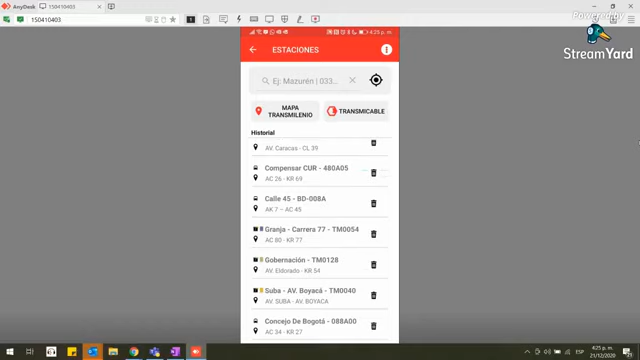 AnyDesk
150410403
150410403
Powered by
StreamYard
4:25 p. m.
ESTACIONES
Ej: Mazurén | 033...
MAPA
TRANSMILENIO
TRANSMICABLE
Historial
AV. Caracas - CL 39
Compensar CUR - 480A05
AC 26 - KR 69
Calle 45 - BD-008A
AK 7 – AC 45
Granja - Carrera 77 - TM0054
AC 80 - KR 77
Gobernación - TM0128
AV. Eldorado - KR 54
Suba - AV. Boyacá - TM0040
AV. SUBA - AV. BOYACA
Concejo De Bogotá - 088A00
AC 34 - KR 27
ESP
4:25 p. m.
21/12/2020